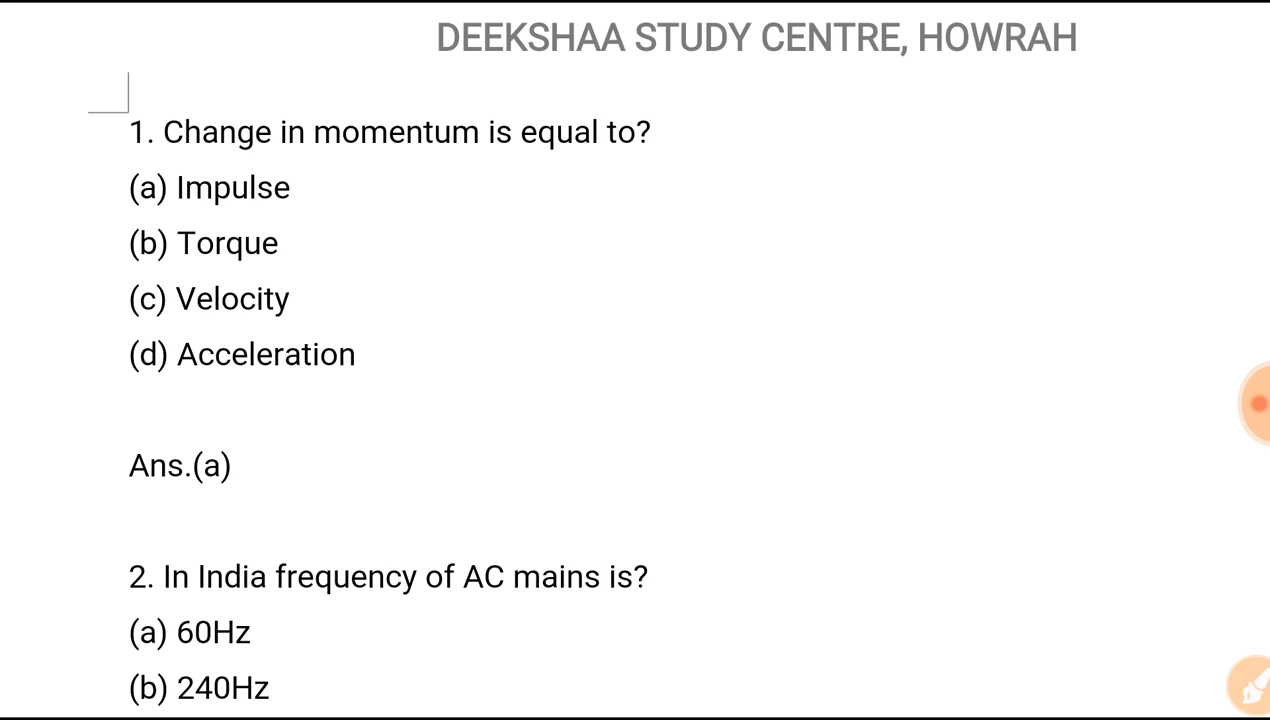 DEEKSHAA STUDY CENTRE, HOWRAH
1. Change in momentum is equal to?
(a) Impulse
(b) Torque
(c) Velocity
(d) Acceleration
Ans.(a)
2. In India frequency of AC mains is?
(a) 60Hz
(b) 240Hz